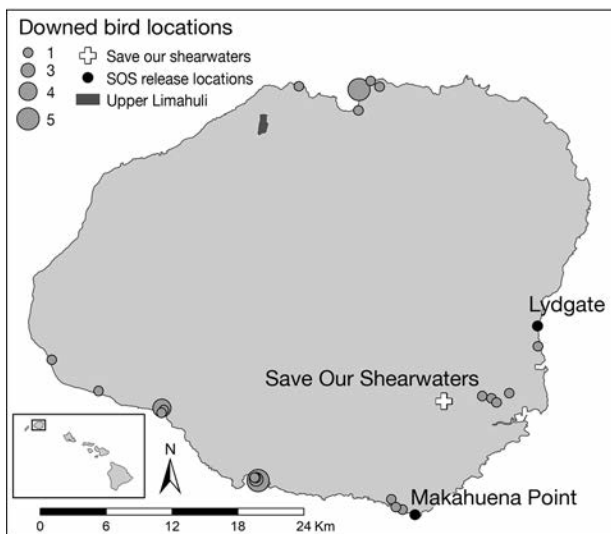 Downed bird locations
1
3
4
5
Save our shearwaters
SOS release locations
Upper Limahuli
Lydgate
Save Our Shearwaters
N
Makahuena Point
0 6 12 18 24 Km